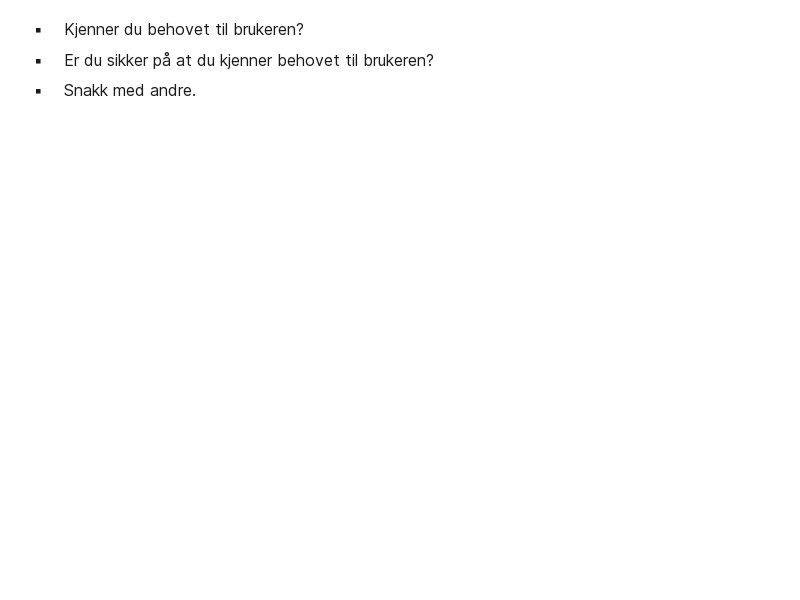 ▪ Kjenner du behovet til brukeren?
▪ Er du sikker på at du kjenner behovet til brukeren?
▪ Snakk med andre.